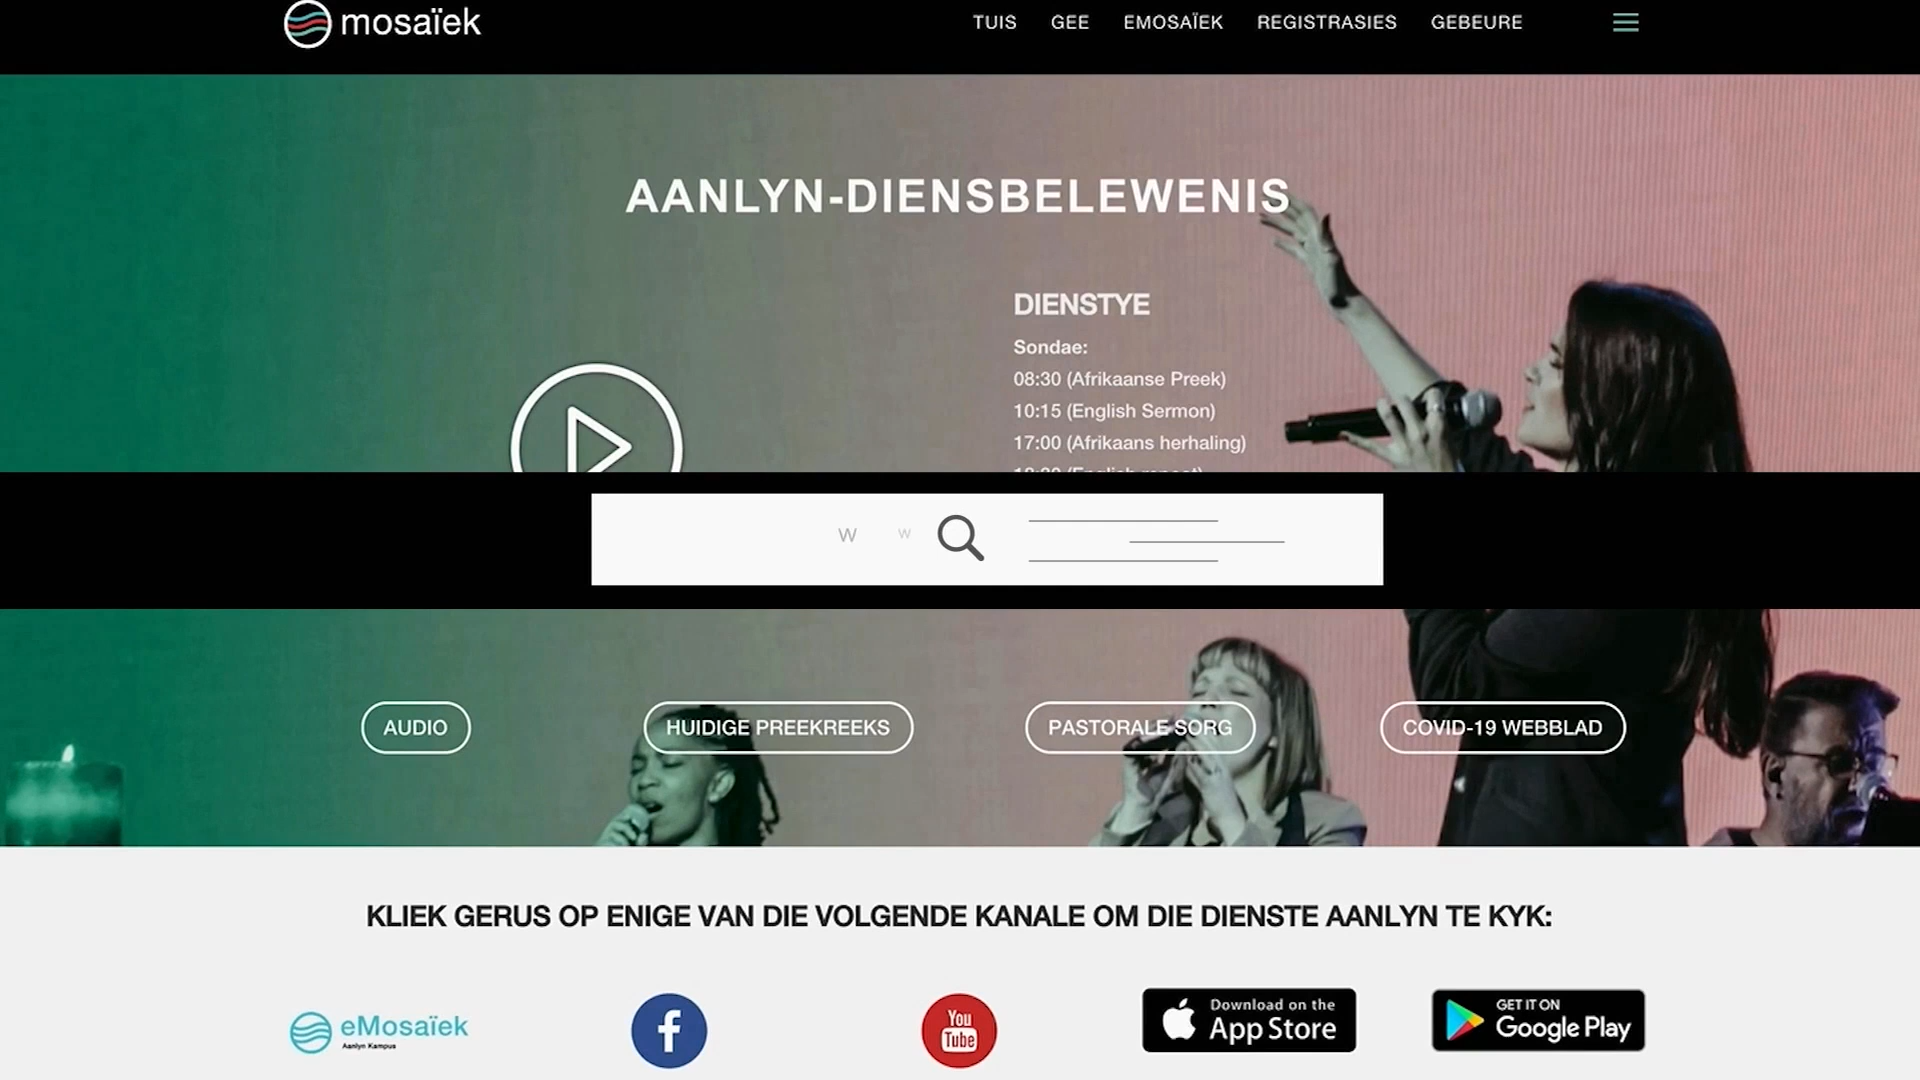 mosaïek
TUIS GEE EMOSAÏEK REGISTRASIES GEBEURE
AANLYN-DIENSBELEWENIS
DIENSTYE
Sondae:
08:30 (Afrikaanse Preek)
10:15 (English Sermon)
17:00 (Afrikaans herhaling)
W W
AUDIO HUIDIGE PREEKREEKS PASTORALE SORG COVID-19 WEBBLAD
KLIEK GERUS OP ENIGE VAN DIE VOLGENDE KANALE OM DIE DIENSTE AANLYN TE KYK:
eMosaïek
Aanlyn Kampus
f
You
Tube
Download on the
App Store
GET IT ON
Google Play